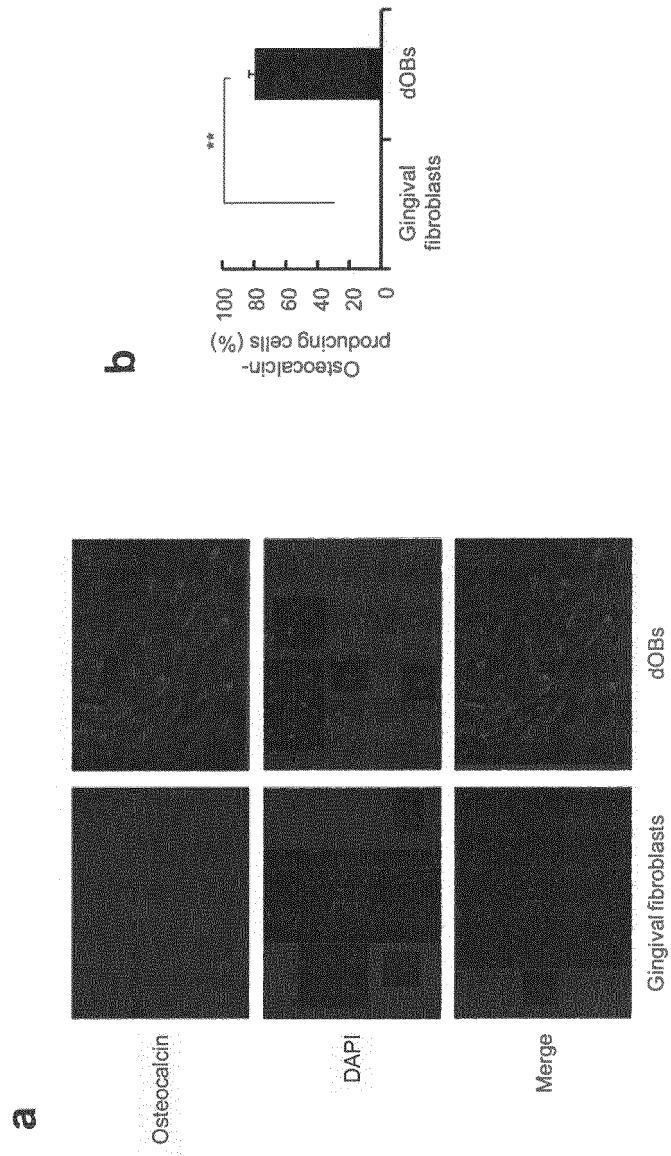 a
Osteocalcin
DAPI
Merge
Gingival fibroblasts
dOBs
b
Osteocalcin-
producing cells (%)
100
80
60
40
20
0
**
Gingival
fibroblasts
dOBs